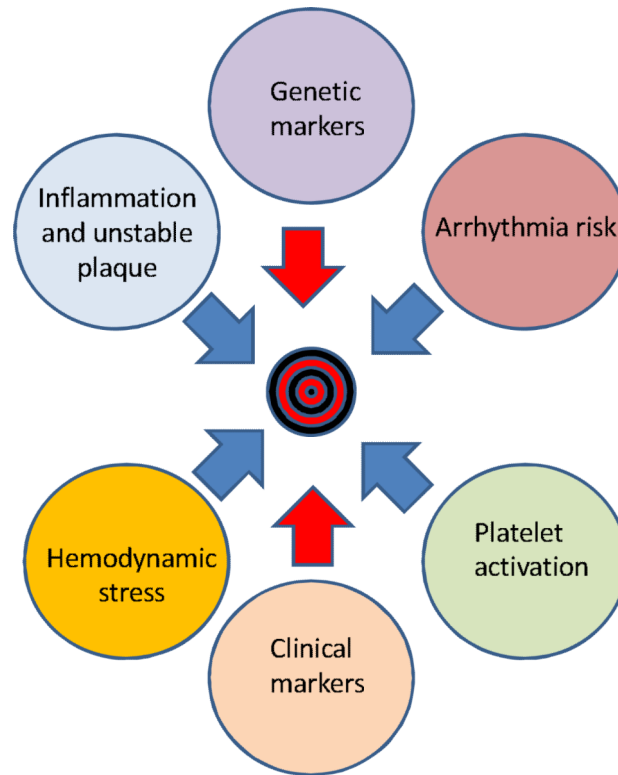 Genetic
markers
Inflammation
and unstable
plaque
Arrhythmia risk
Hemodynamic
stress
Platelet
activation
Clinical
markers